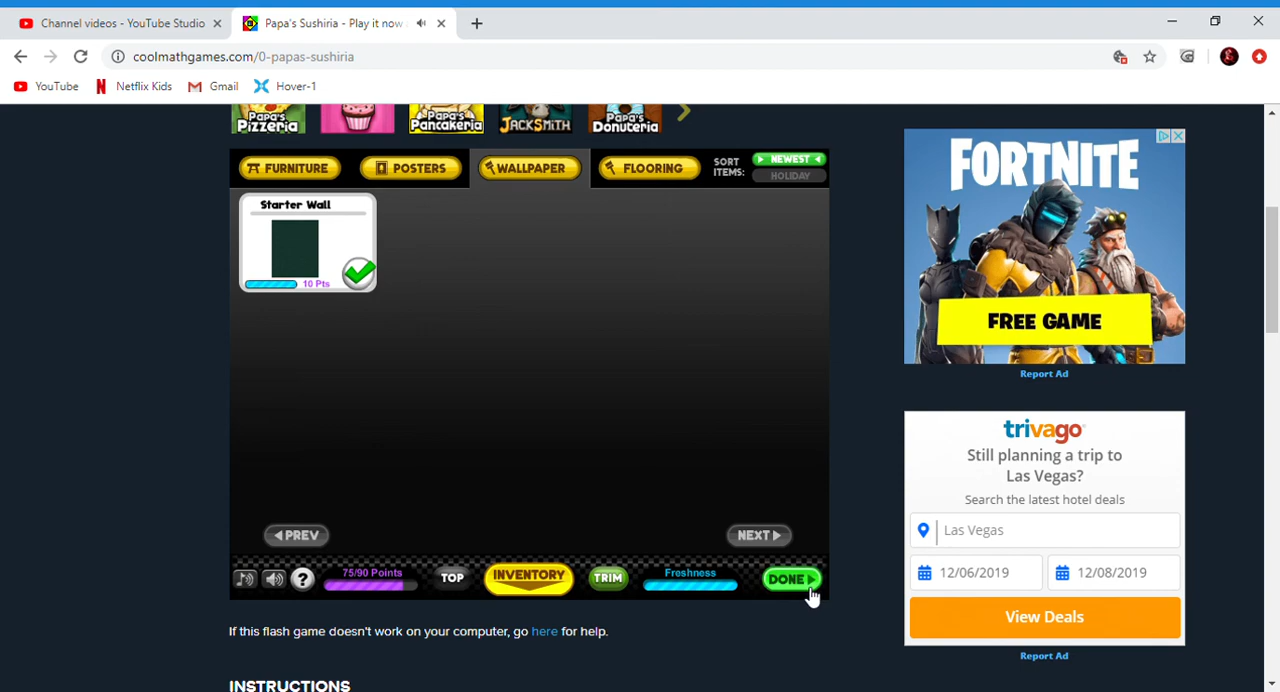 Channel videos - YouTube Studio
Papa's Sushiria - Play it now
coolmathgames.com/0-papas-sushiria
YouTube
Netflix Kids
Gmail
Hover-1
Papa's Pizzeria
Papa's Pancakeria
JACKSMITH
Papa's Donuteria
FURNITURE
POSTERS
WALLPAPER
FLOORING
SORT ITEMS:
NEWEST
HOLIDAY
Starter Wall
10 Pts
PREV
NEXT
75/90 Points
TOP
INVENTORY
TRIM
Freshness
DONE
If this flash game doesn't work on your computer, go here for help.
INSTRUCTIONS
FORTNITE
FREE GAME
Report Ad
trivago
Still planning a trip to
Las Vegas?
Search the latest hotel deals
Las Vegas
12/06/2019
12/08/2019
View Deals
Report Ad